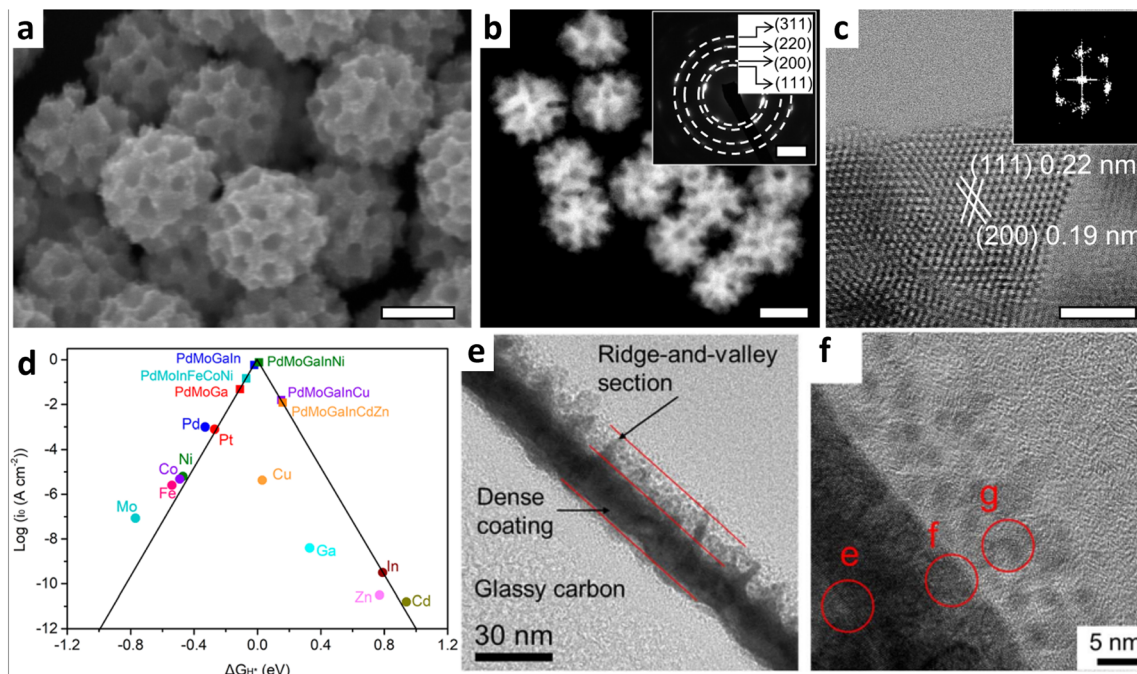 a
b
(311)
(220)
(200)
(111)
c
(111) 0.22 nm
(200) 0.19 nm
d
Log (i₀ (A cm⁻²))
0
-2
-4
-6
-8
-10
-12
PdMoGaIn
PdMoGaInNi
PdMoInFeCoNi
PdMoGa
PdMoGaInCu
PdMoGaInCdZn
Pd
Pt
Ni
Co
Cu
Fe
Mo
Ga
In
Zn
Cd
-1.2 -0.8 -0.4 0.0 0.4 0.8 1.2
ΔG_H* (eV)
e
Ridge-and-valley
section
Dense
coating
Glassy carbon
30 nm
f
g
f
e
5 nm